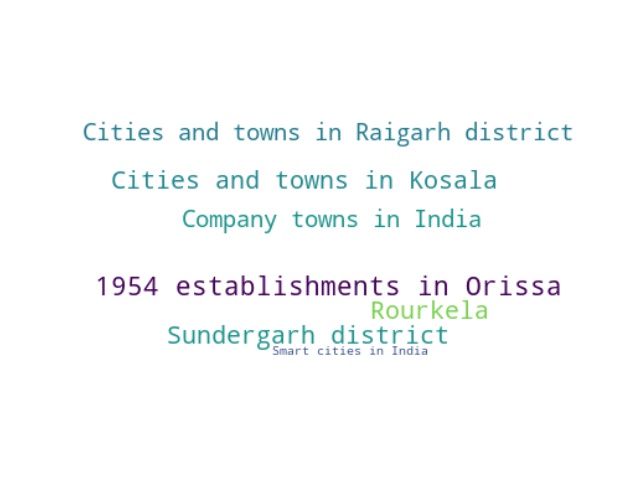 Cities and towns in Raigarh district
Cities and towns in Kosala
Company towns in India
1954 establishments in Orissa
Rourkela
Sundergarh district
Smart cities in India